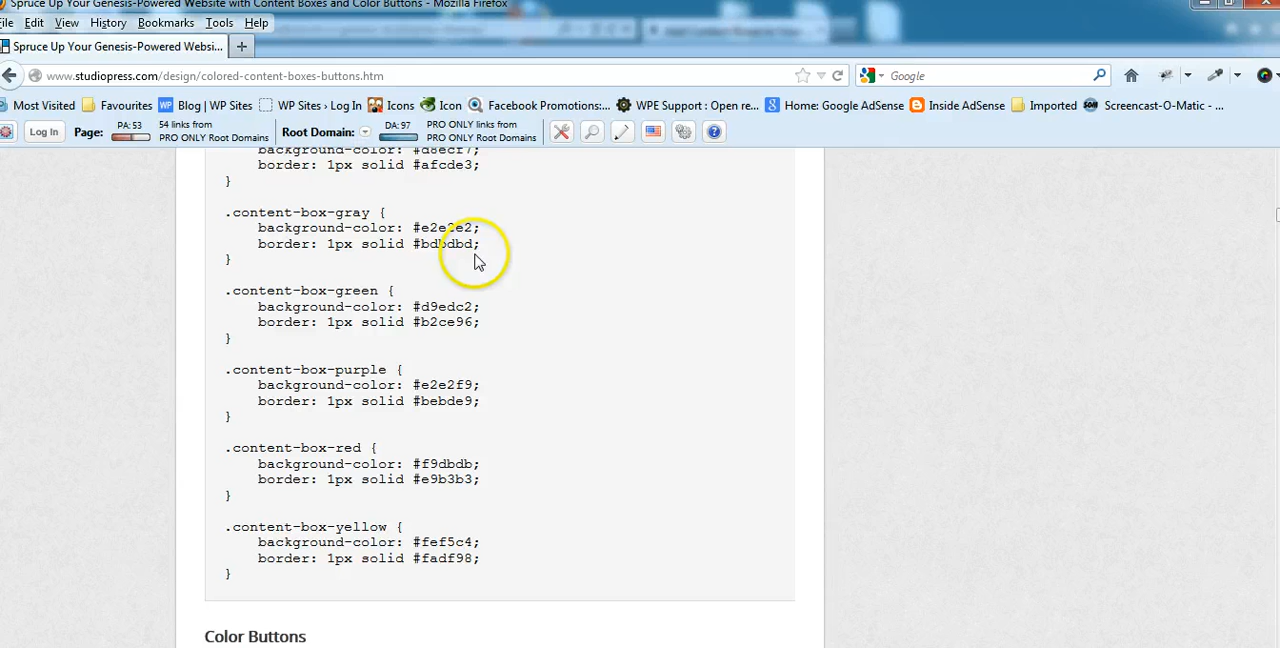 Spruce Up Your Genesis-Powered Website with Content Boxes and Color Buttons - Mozilla Firefox
File Edit View History Bookmarks Tools Help
Spruce Up Your Genesis-Powered Websi...
www.studiopress.com/design/colored-content-boxes-buttons.htm Google
Most Visited Favourites Blog | WP Sites WP Sites › Log In Icons Icon Facebook Promotions:... WPE Support : Open re... Home: Google AdSense Inside AdSense Imported Screencast-O-Matic - ...
Log In Page: PA: 53 54 links from PRO ONLY Root Domains Root Domain: DA: 97 PRO ONLY links from PRO ONLY Root Domains
background-color: #d8ecf7;
border: 1px solid #afcde3;
}
.content-box-gray {
background-color: #e2e2e2;
border: 1px solid #bdbdbd;
}
.content-box-green {
background-color: #d9edc2;
border: 1px solid #b2ce96;
}
.content-box-purple {
background-color: #e2e2f9;
border: 1px solid #bebde9;
}
.content-box-red {
background-color: #f9dbdb;
border: 1px solid #e9b3b3;
}
.content-box-yellow {
background-color: #fef5c4;
border: 1px solid #fadf98;
}
Color Buttons